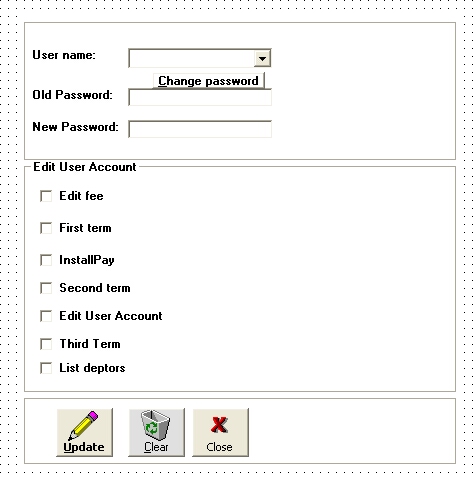 User name:
Change password
Old Password:
New Password:
Edit User Account
Edit fee
First term
InstallPay
Second term
Edit User Account
Third Term
List deptors
Update
Clear
Close